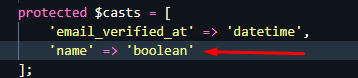 protected $casts = [
'email_verified_at' => 'datetime',
'name' => 'boolean'
];